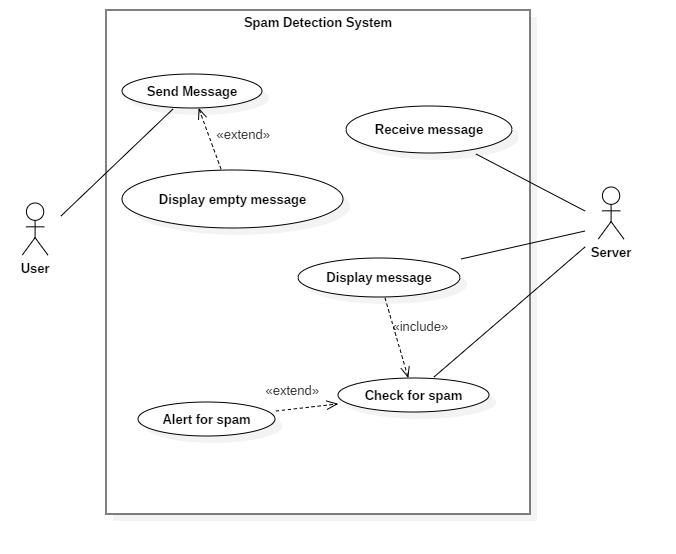 Spam Detection System
Send Message
Receive message
«extend»
Display empty message
User
Server
Display message
«include»
«extend»
Check for spam
Alert for spam